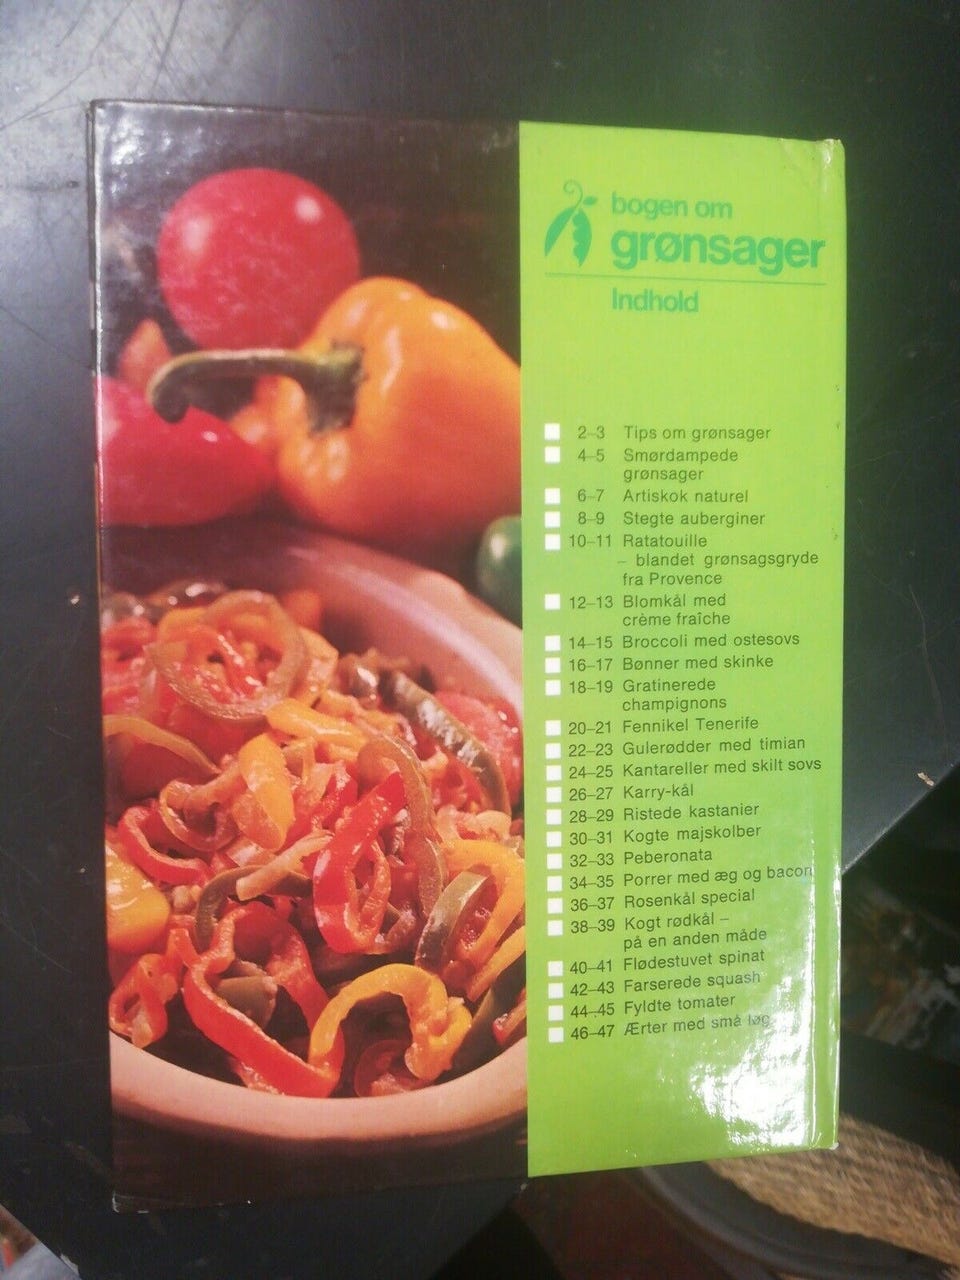 bogen om
grønsager
Indhold
2–3 Tips om grønsager
4–5 Smørdampede
grønsager
6–7 Artiskok naturel
8–9 Stegte auberginer
10–11 Ratatouille
– blandet grønsagsgryde
fra Provence
12–13 Blomkål med
crème fraîche
14–15 Broccoli med ostesovs
16–17 Bønner med skinke
18–19 Gratinerede
champignons
20–21 Fennikel Tenerife
22–23 Gulerødder med timian
24–25 Kantareller med skilt sovs
26–27 Karry-kål
28–29 Ristede kastanier
30–31 Kogte majskolber
32–33 Peberonata
34–35 Porrer med æg og bacon
36–37 Rosenkål special
38–39 Kogt rødkål –
på en anden måde
40–41 Flødestuvet spinat
42–43 Farserede squash
44–45 Fyldte tomater
46–47 Ærter med små løg